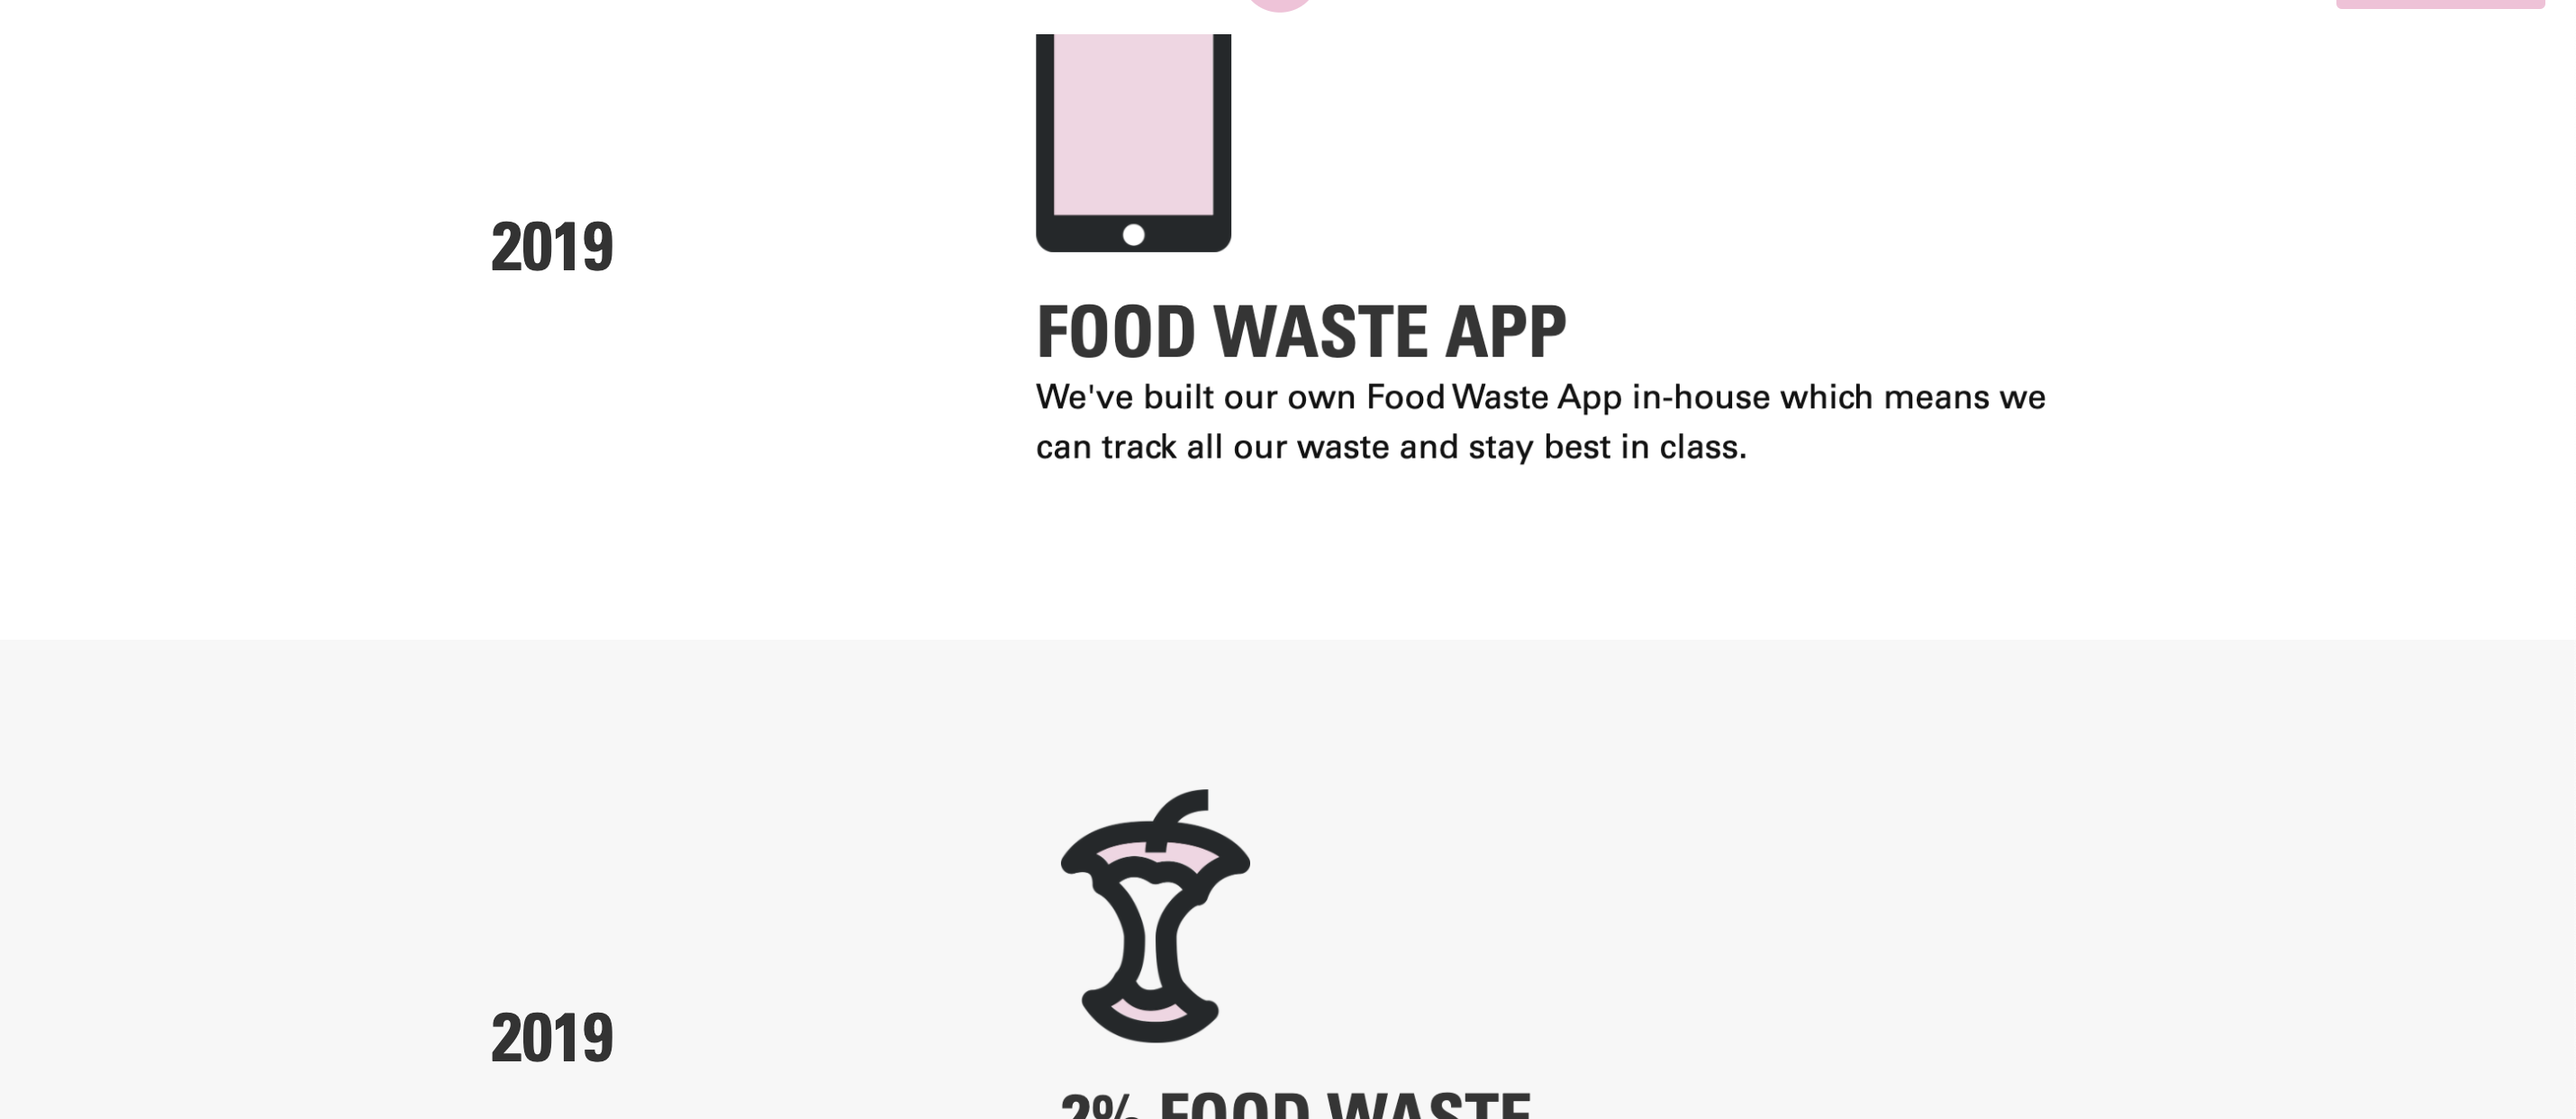 2019
FOOD WASTE APP
We've built our own Food Waste App in-house which means we
can track all our waste and stay best in class.
2019
2% FOOD WASTE